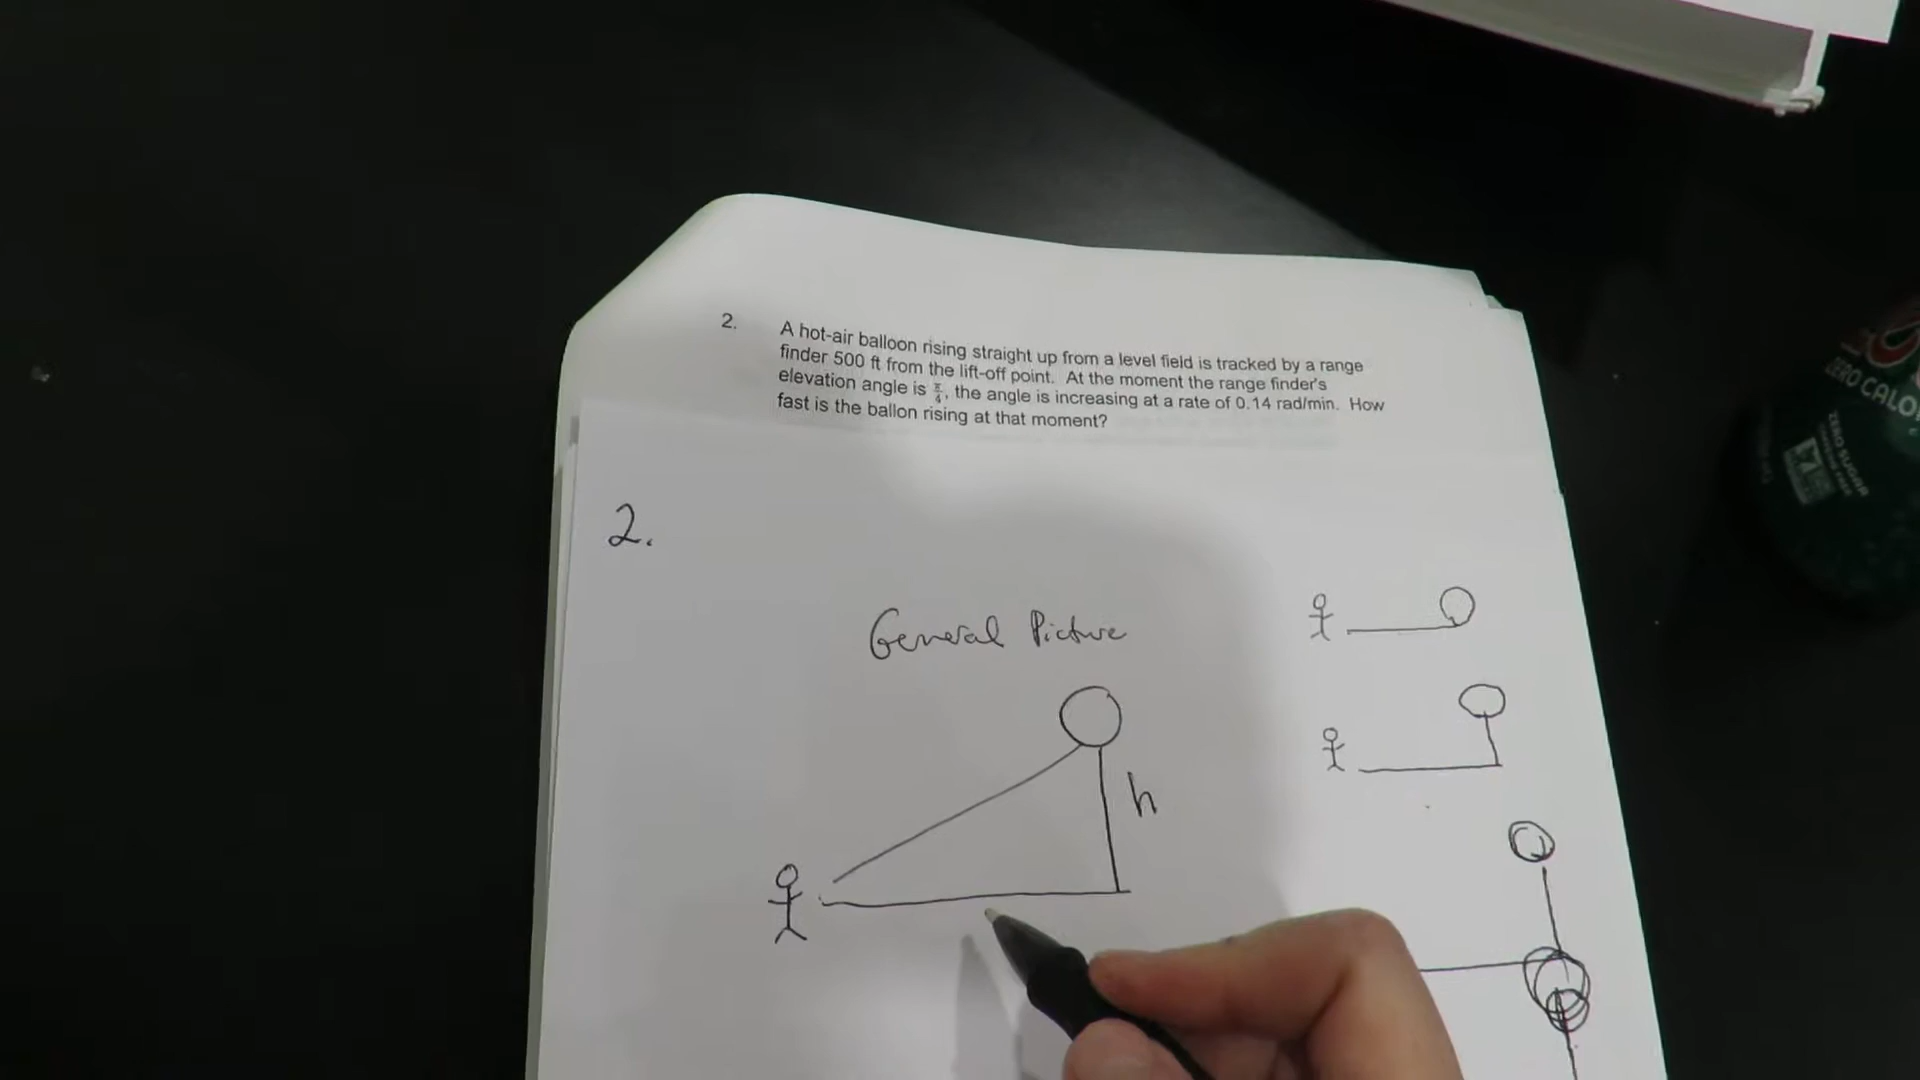 2. A hot-air balloon rising straight up from a level field is tracked by a range
finder 500 ft from the lift-off point. At the moment the range finder's
elevation angle is π/4, the angle is increasing at a rate of 0.14 rad/min. How
fast is the ballon rising at that moment?
2.
General Picture
h
ZERO SUGAR